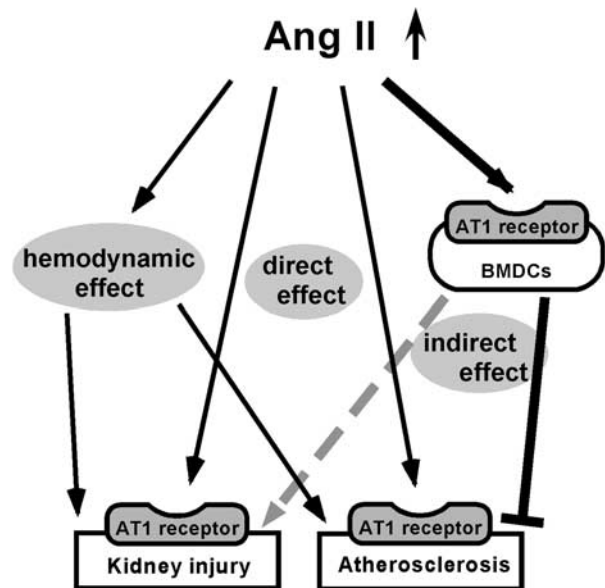 Ang II
AT1 receptor
BMDCs
hemodynamic
effect
direct
effect
indirect
effect
AT1 receptor
Kidney injury
AT1 receptor
Atherosclerosis